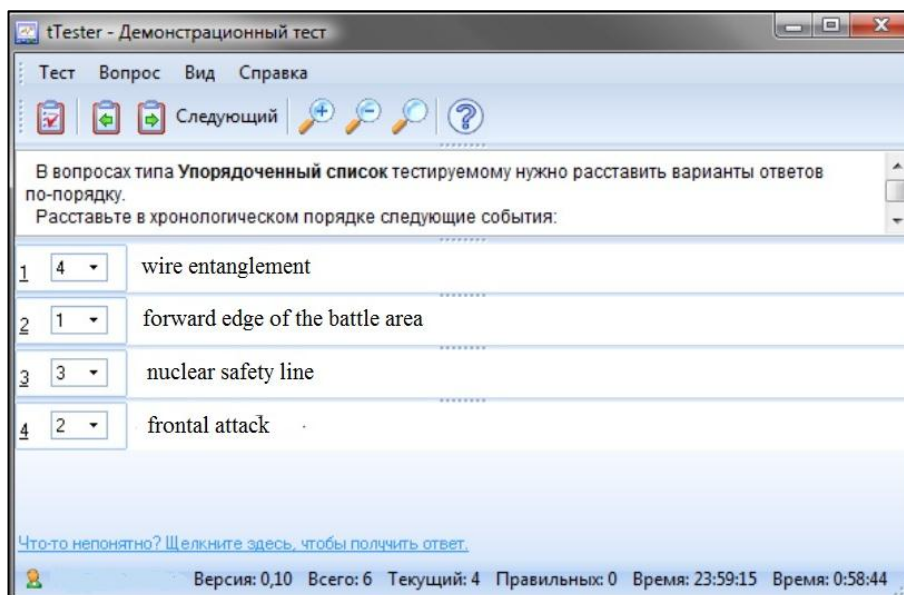 tTester - Демонстрационный тест
Тест Вопрос Вид Справка
Следующий
В вопросах типа Упорядоченный список тестируемому нужно расставить варианты ответов
по-порядку.
Расставьте в хронологическом порядке следующие события:
1 4 wire entanglement
2 1 forward edge of the battle area
3 3 nuclear safety line
4 2 frontal attack
Что-то непонятно? Щелкните здесь, чтобы получить ответ.
Версия: 0,10 Всего: 6 Текущий: 4 Правильных: 0 Время: 23:59:15 Время: 0:58:44